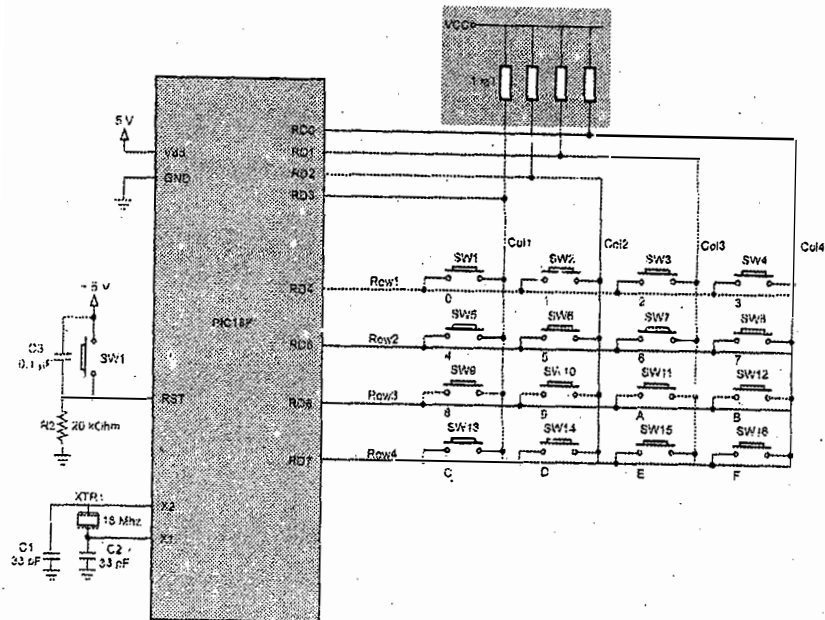 VCC
5 V
Vdd
GND
RD0
RD1
RD2
RD3
Col1
Col2
Col3
Col4
SW1
SW2
SW3
SW4
RD4
Row1
0
1
2
3
+5 V
SW5
SW6
SW7
SW8
RD5
Row2
4
5
6
7
C3
0.1 µF
SW1
SW9
SW10
SW11
SW12
RST
RD6
Row3
8
9
A
B
R2
20 kOhm
SW13
SW14
SW15
SW16
RD7
Row4
C
D
E
F
XTR1
X2
X1
C1
33 pF
C2
33 pF